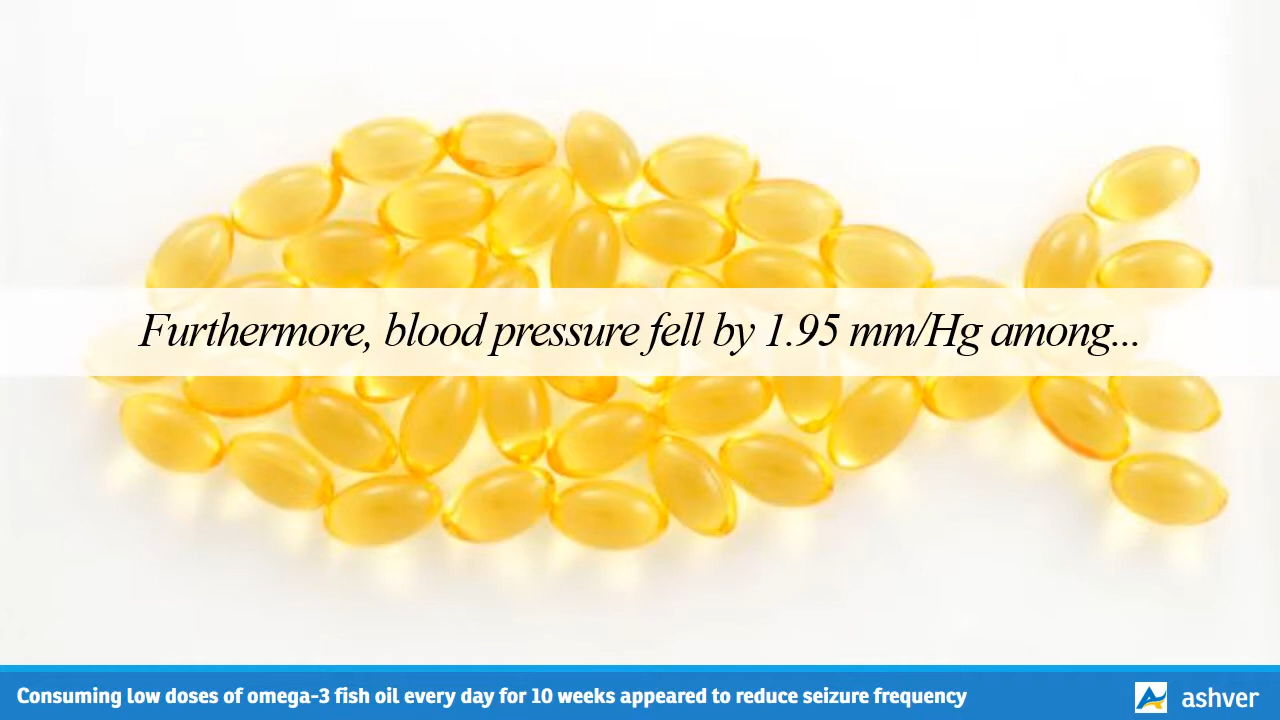 Furthermore, blood pressure fell by 1.95 mm/Hg among...
Consuming low doses of omega-3 fish oil every day for 10 weeks appeared to reduce seizure frequency
ashver